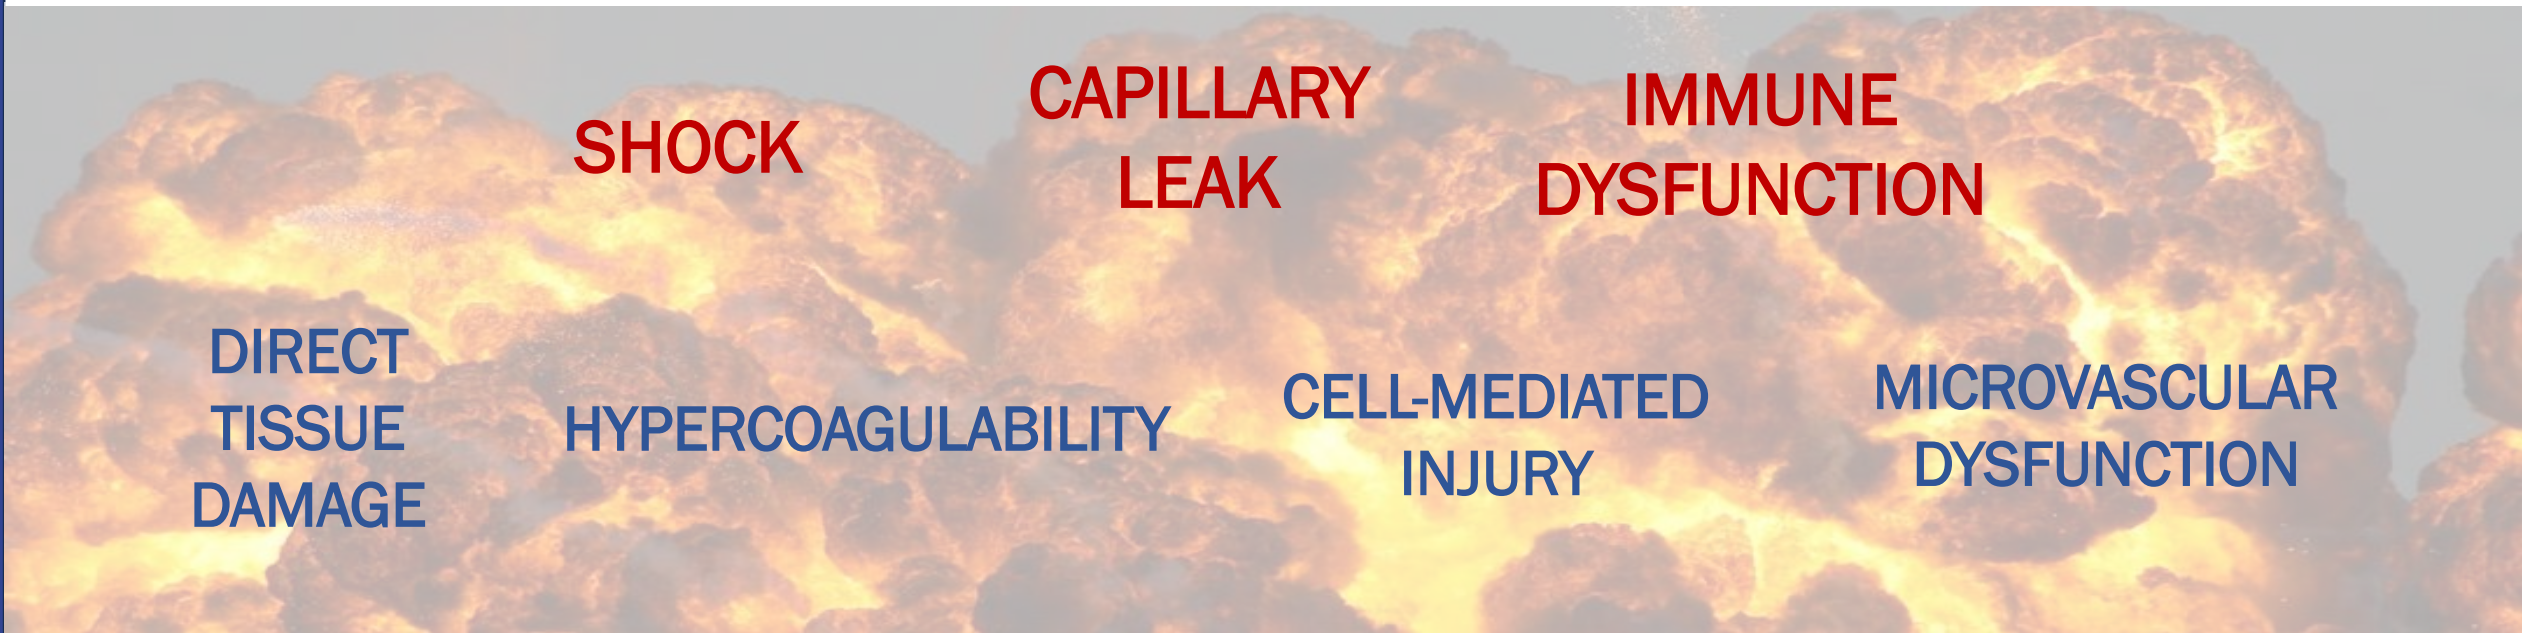 SHOCK
CAPILLARY
LEAK
IMMUNE
DYSFUNCTION
DIRECT
TISSUE
DAMAGE
HYPERCOAGULABILITY
CELL-MEDIATED
INJURY
MICROVASCULAR
DYSFUNCTION